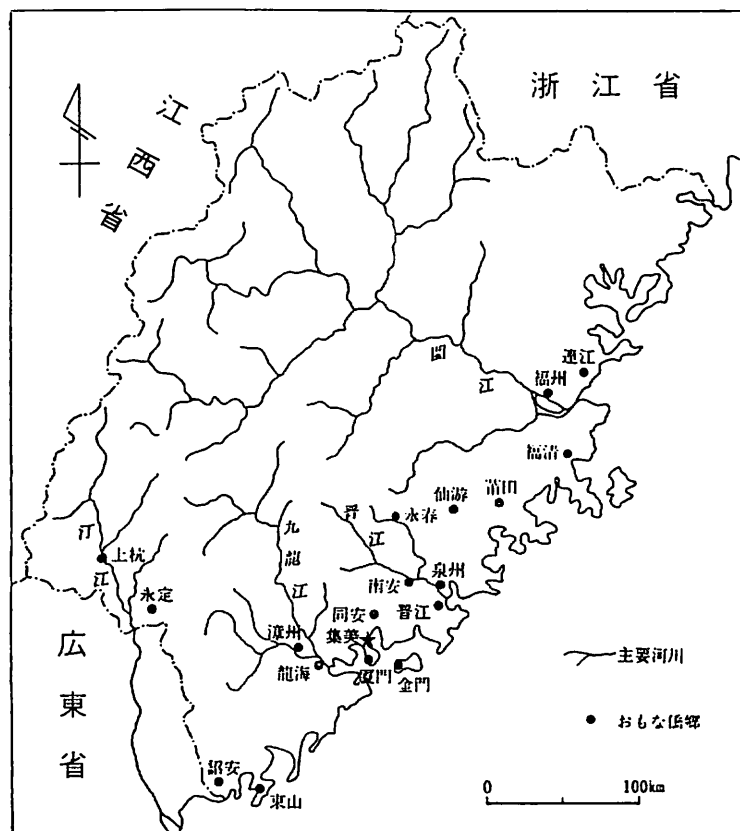 浙江省
江西省
連江
閩江
福州
福清
仙游
莆田
永春
晋江
九龍江
汀江
上杭
永定
南安
泉州
晋江
同安
集美
漳州
龍海
厦門
金門
広東省
主要河川
おもな僑郷
詔安
東山
0 100km